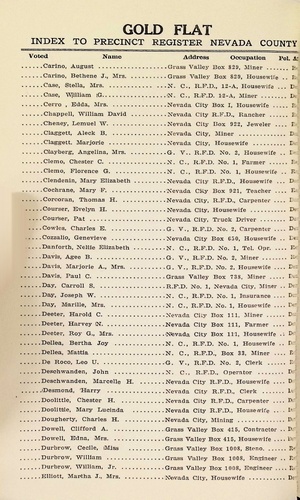 GOLD FLAT
INDEX TO PRECINCT REGISTER NEVADA COUNTY
Voted Name Address Occupation Pol.
Carino, August Grass Valley Box 829, Miner
Carino, Bethene J., Mrs. Grass Valley Box 829, Housewife
Case, Stella, Mrs. N. C., R.F.D. 12-A, Housewife
Case, William G. N. C., R.F.D. 12-A, Miner
Cerro, Edda, Mrs. Nevada City Box I, Housewife
Chappell, William David Nevada City R.F.D., Rancher
Cheney, Lemuel W. Nevada City Box 922, Jeweler
Claggett, Aleck B. Nevada City, Miner
Claggett, Marjorie Nevada City, Housewife
Clayberg, Angelina, Mrs. G. V., R.F.D. No. 2, Housewife
Clemo, Chester C. N. C., R.F.D. No. 1, Farmer
Clemo, Florence G. N. C., R.F.D. No. 1, Housewife
Clendenin, Mary Elizabeth Nevada City R.F.D., Housewife
Cochrane, Mary F. Nevada City Box 921, Teacher
Corcoran, Thomas H. Nevada City R.F.D., Carpenter
Courser, Evelyn H. Nevada City, Housewife
Courser, Pat Nevada City, Truck Driver
Cowles, Charles E. G. V., R.F.D. No. 2, Carpenter
Cozzalio, Genevieve Nevada City Box 650, Housewife
Danforth, Nellie Elizabeth N. C., R.F.D. No. 1, Tel. Opr.
Davis, Agee B. G. V., R.F.D. No. 2, Miner
Davis, Marjorie A., Mrs. G. V., R.F.D. No. 2, Housewife
Davis, Paul C. Grass Valley Box 758, Miner
Day, Carroll S. R.F.D. No. 1, Nevada City, Miner
Day, Joseph W. N. C., R.F.D. No. 1, Insurance
Day, Marille, Mrs. N. C., R.F.D. No. 1, Housewife
Deeter, Harold C. Nevada City Box 111, Miner
Deeter, Harvey N. Nevada City Box 111, Farmer
Deeter, Roy G., Mrs. Nevada City Box 111, Housewife
Dellea, Bertha Joy N. C., R.F.D. No. 1, Housewife
Dellea, Mattia N. C., R.F.D., Box 33, Miner
De Roco, Leo U. G. V., R.F.D. No. 2, Clerk
Deschwanden, John N. C., R.F.D., Operator
Deschwanden, Marcelle H. Nevada City R.F.D., Housewife
Desmond, Harry Nevada City R.F.D., Clerk
Doolittle, Chester H. Nevada City R.F.D., Carpenter
Doolittle, Mary Lucinda Nevada City R.F.D., Housewife
Dougherty, Charles H. Nevada City, Mining
Dowell, Clifford A. Grass Valley Box 415, Contractor
Dowell, Edna, Mrs. Grass Valley Box 415, Housewife
Durbrow, Cecile, Miss Grass Valley Box 1008, Steno.
Durbrow, William Grass Valley Box 1008, Engineer
Durbrow, William, Jr. Grass Valley Box 1008, Engineer
Elliott, Martha J., Mrs. Nevada City R.F.D., Housewife